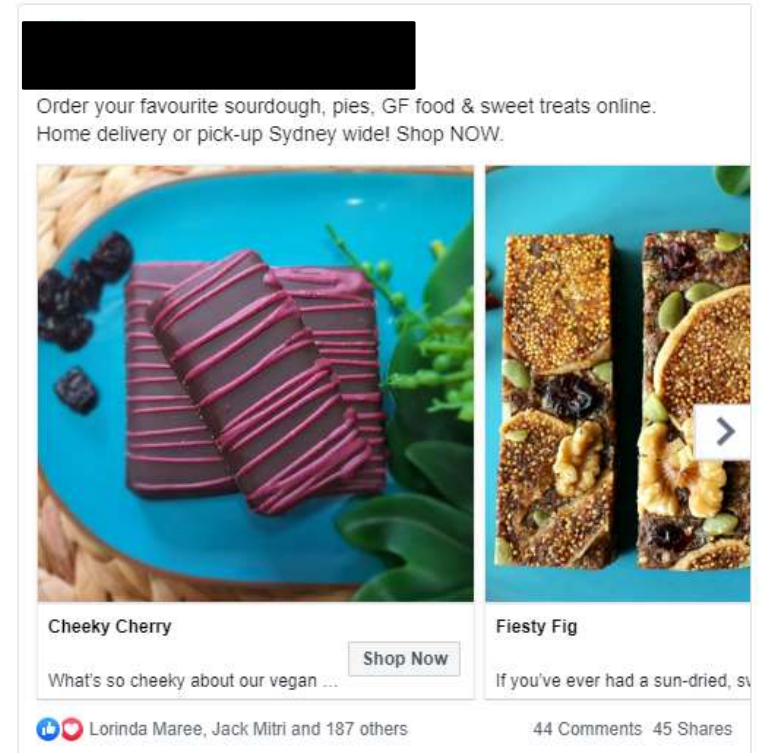 Order your favourite sourdough, pies, GF food & sweet treats online.
Home delivery or pick-up Sydney wide! Shop NOW.
Cheeky Cherry
Shop Now
What's so cheeky about our vegan ...
Fiesty Fig
If you've ever had a sun-dried,
Lorinda Maree, Jack Mitri and 187 others
44 Comments 45 Shares